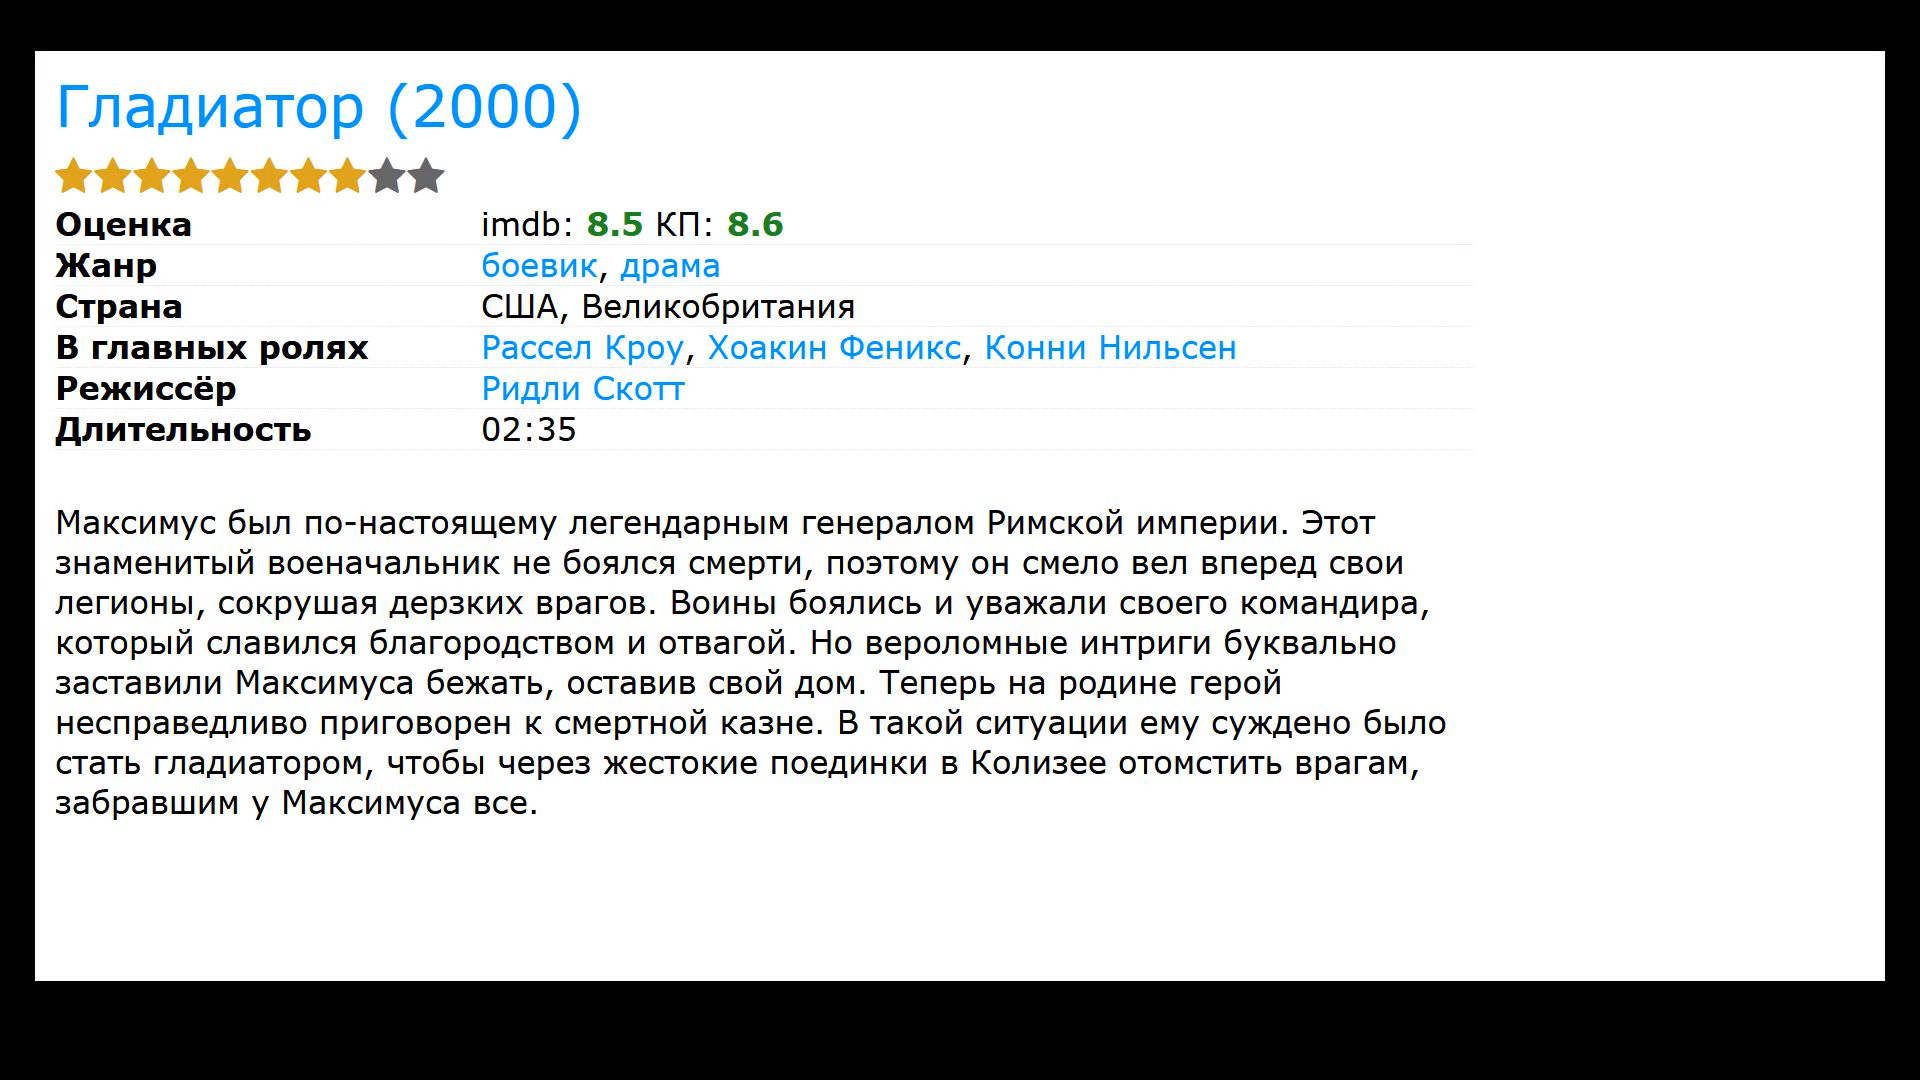 Гладиатор (2000)
Оценка imdb: 8.5 КП: 8.6
Жанр боевик, драма
Страна США, Великобритания
В главных ролях Рассел Кроу, Хоакин Феникс, Конни Нильсен
Режиссёр Ридли Скотт
Длительность 02:35
Максимус был по-настоящему легендарным генералом Римской империи. Этот
знаменитый военачальник не боялся смерти, поэтому он смело вел вперед свои
легионы, сокрушая дерзких врагов. Воины боялись и уважали своего командира,
который славился благородством и отвагой. Но вероломные интриги буквально
заставили Максимуса бежать, оставив свой дом. Теперь на родине герой
несправедливо приговорен к смертной казне. В такой ситуации ему суждено было
стать гладиатором, чтобы через жестокие поединки в Колизее отомстить врагам,
забравшим у Максимуса все.